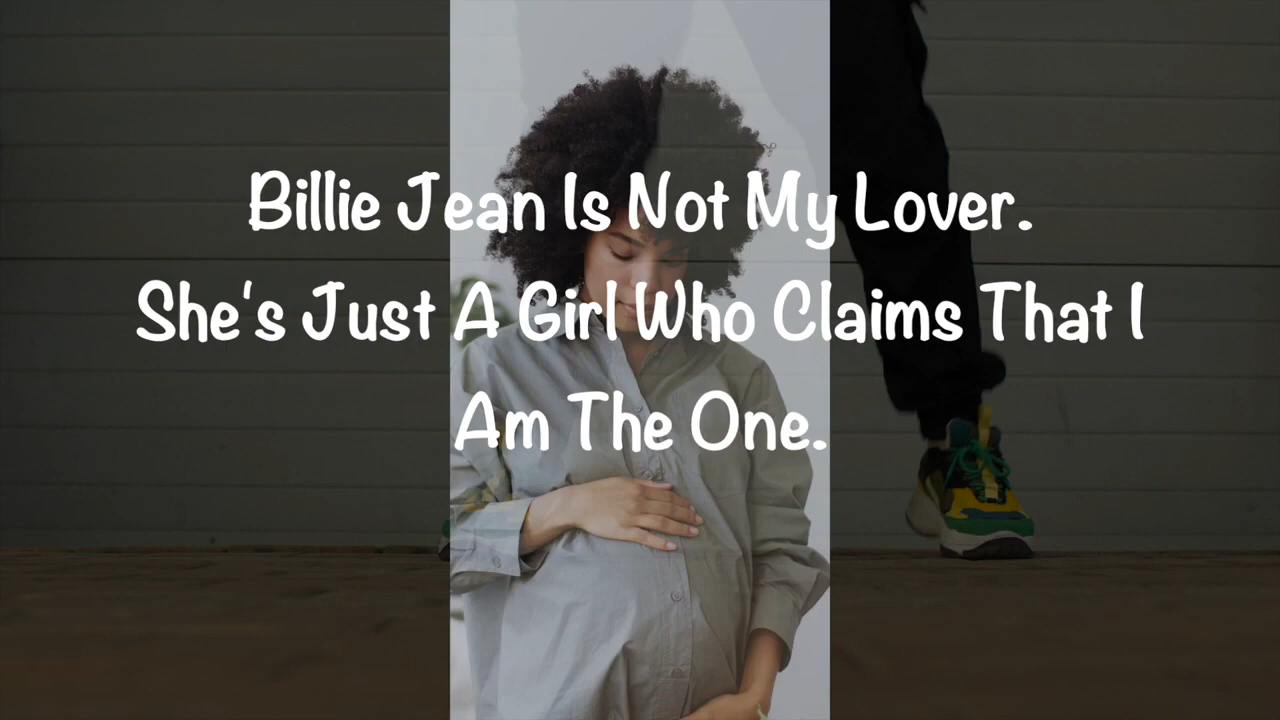 Billie Jean Is Not My Lover.
She's Just A Girl Who Claims That I
Am The One.